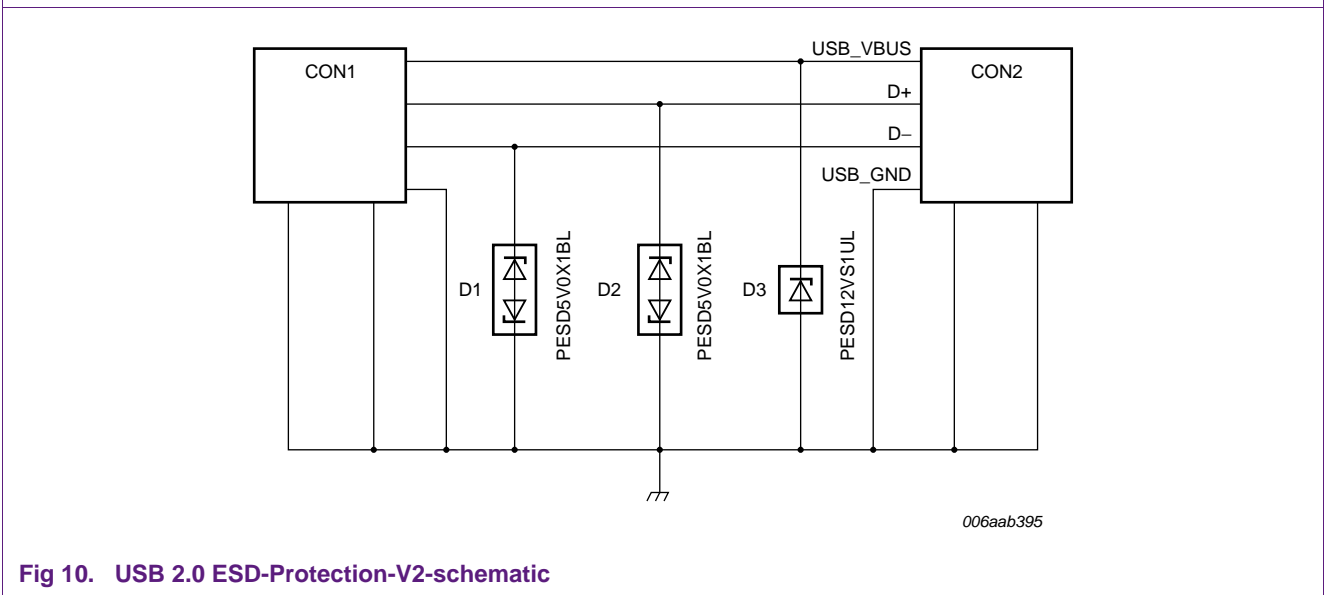 USB_VBUS
CON1
CON2
D+
D−
USB_GND
D1
PESD5V0X1BL
D2
PESD5V0X1BL
D3
PESD12VS1UL
006aab395
Fig 10. USB 2.0 ESD-Protection-V2-schematic